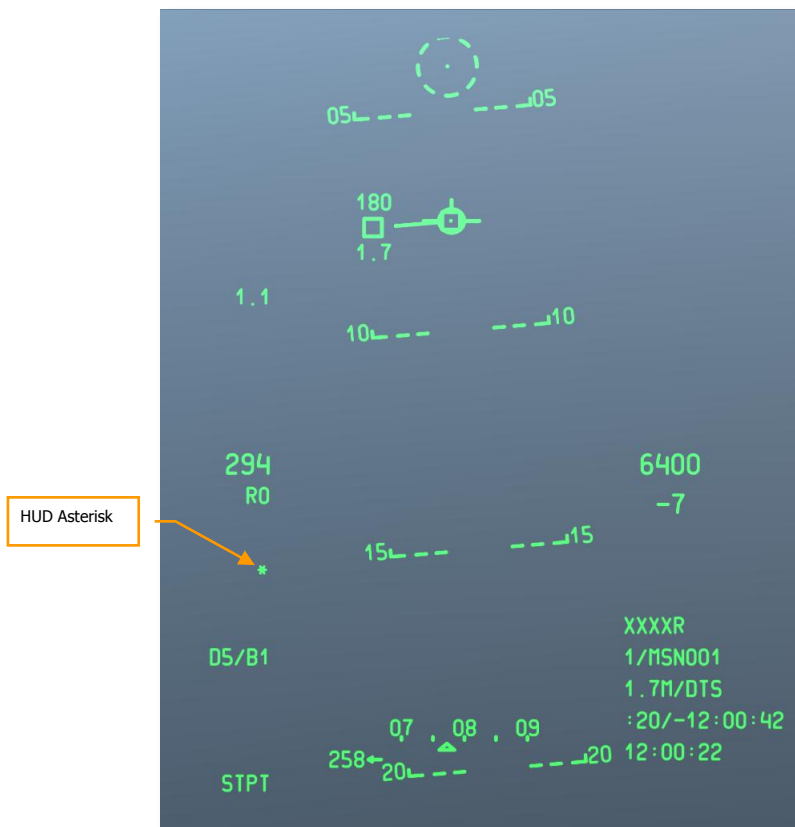 05 05
180
1.7
1.1
10 10
294 6400
R0 -7
HUD Asterisk
15 15
*
XXXXR
D5/B1 1/MSN001
1.7M/DTS
07 . 08 . 09 :20/-12:00:42
258← 20 20 12:00:22
STPT